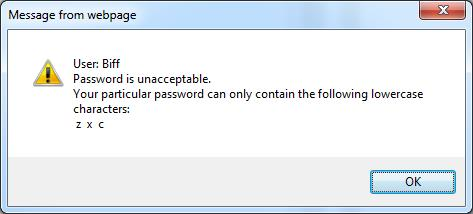 Message from webpage
User: Biff
Password is unacceptable.
Your particular password can only contain the following lowercase
characters:
z x c
OK